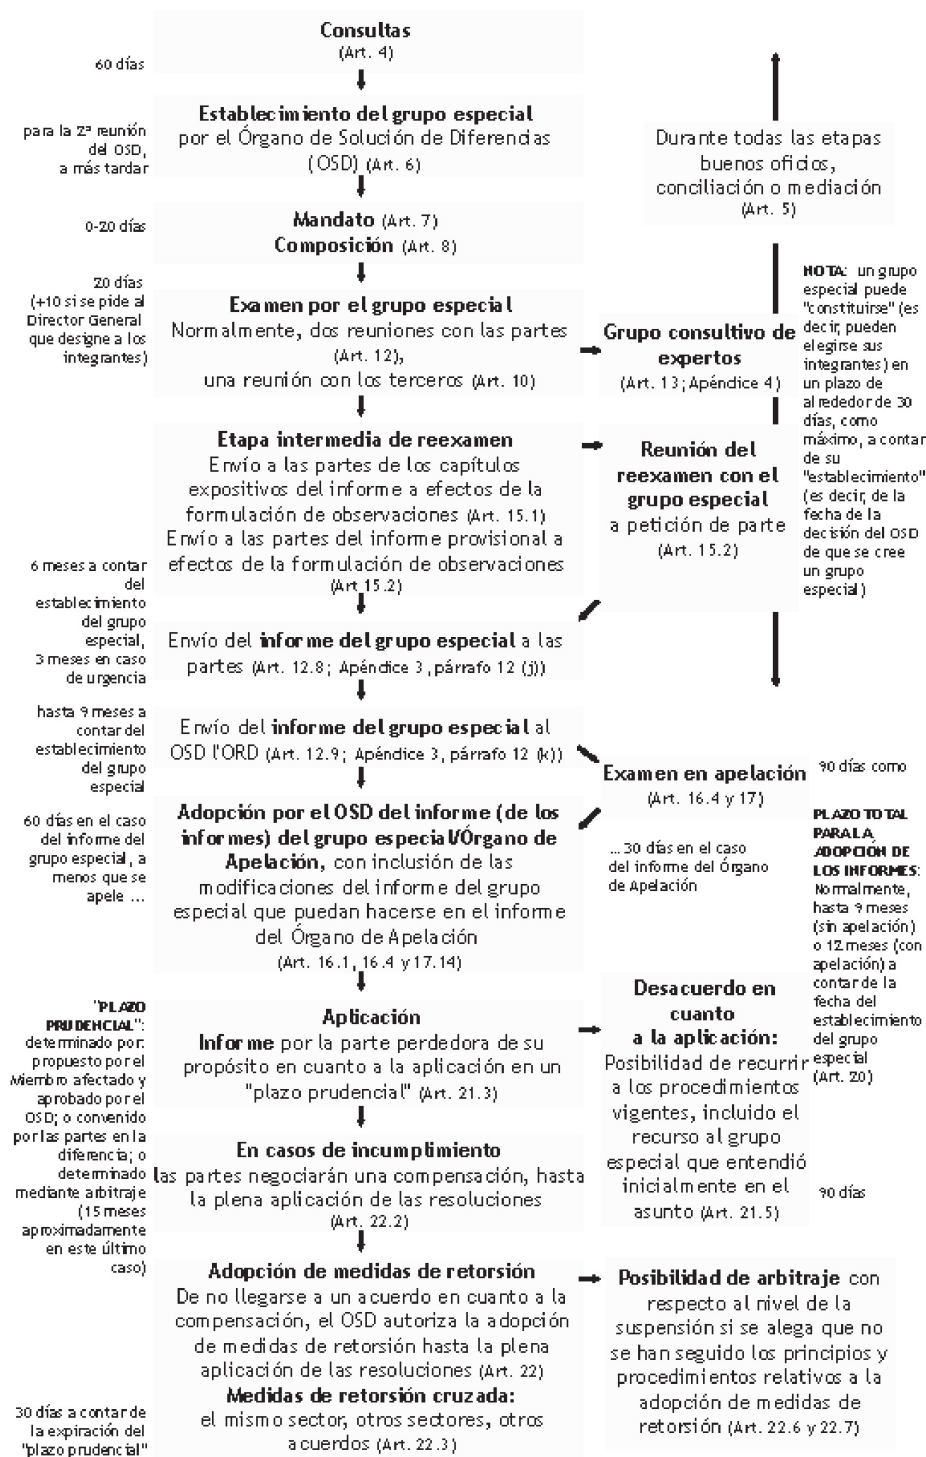 Consultas
(Art. 4)
60 días
Establecimiento del grupo especial
por el Órgano de Solución de Diferencias
(OSD) (Art. 6)
para la 2ª reunión
del OSD,
a más tardar
Durante todas las etapas
buenos oficios,
conciliación o mediación
(Art. 5)
0-20 días
Mandato (Art. 7)
Composición (Art. 8)
20 días
(+10 si se pide al
Director General
que designe a los
integrantes)
Examen por el grupo especial
Normalmente, dos reuniones con las partes
(Art. 12),
una reunión con los terceros (Art. 10)
Grupo consultivo de
expertos
(Art. 13; Apéndice 4)
NOTA: un grupo
especial puede
"constituirse" (es
decir, pueden
elegirse sus
integrantes) en
un plazo de
alrededor de 30
días, como
máximo, a contar
de su
"establecimiento"
(es decir, de la
fecha de la
decisión del OSD
de que se cree
un grupo
especial)
Etapa intermedia de reexamen
Envío a las partes de los capítulos
expositivos del informe a efectos de la
formulación de observaciones (Art. 15.1)
Envío a las partes del informe provisional a
efectos de la formulación de observaciones
(Art 15.2)
Reunión del
reexamen con el
grupo especial
a petición de parte
(Art. 15.2)
6 meses a contar
del
establecimiento
del grupo
especial,
3 meses en caso
de urgencia
Envío del informe del grupo especial a las
partes (Art. 12.8; Apéndice 3, párrafo 12 (j))
hasta 9 meses a
contar del
establecimiento
del grupo
especial
Envío del informe del grupo especial al
OSD l'ORD (Art. 12.9; Apéndice 3, párrafo 12 (k))
Examen en apelación
(Art. 16.4 y 17)
90 días como
60 días en el caso
del informe del
grupo especial, a
menos que se
apele ...
Adopción por el OSD del informe (de los
informes) del grupo especial/Órgano de
Apelación, con inclusión de las
modificaciones del informe del grupo
especial que puedan hacerse en el informe
del Órgano de Apelación
(Art. 16.1, 16.4 y 17.14)
... 30 días en el caso
del informe del Órgano
de Apelación
PLAZO TOTAL
PARA LA
ADOPCIÓN DE
LOS INFORMES:
Normalmente,
hasta 9 meses
(sin apelación)
o 12 meses (con
apelación) a
contar de la
fecha del
establecimiento
del grupo
especial
(Art. 20)
"PLAZO
PRUDENCIAL":
determinado por:
propuesto por el
Miembro afectado y
aprobado por el
OSD; o convenido
por las partes en la
diferencia; o
determinado
mediante arbitraje
(15 meses
aproximadamente
en este último
caso)
Aplicación
Informe por la parte perdedora de su
propósito en cuanto a la aplicación en un
"plazo prudencial" (Art. 21.3)
Desacuerdo en
cuanto
a la aplicación:
Posibilidad de recurrir
a los procedimientos
vigentes, incluido el
recurso al grupo
especial que entendió
inicialmente en el
asunto (Art. 21.5)
90 días
En casos de incumplimiento
las partes negociarán una compensación, hasta
la plena aplicación de las resoluciones
(Art. 22.2)
Adopción de medidas de retorsión
De no llegarse a un acuerdo en cuanto a la
compensación, el OSD autoriza la adopción
de medidas de retorsión hasta la plena
aplicación de las resoluciones (Art. 22)
Medidas de retorsión cruzada:
el mismo sector, otros sectores, otros
acuerdos (Art. 22.3)
Posibilidad de arbitraje con
respecto al nivel de la
suspensión si se alega que no
se han seguido los principios y
procedimientos relativos a la
adopción de medidas de
retorsión (Art. 22.6 y 22.7)
30 días a contar de
la expiración del
"plazo prudencial"